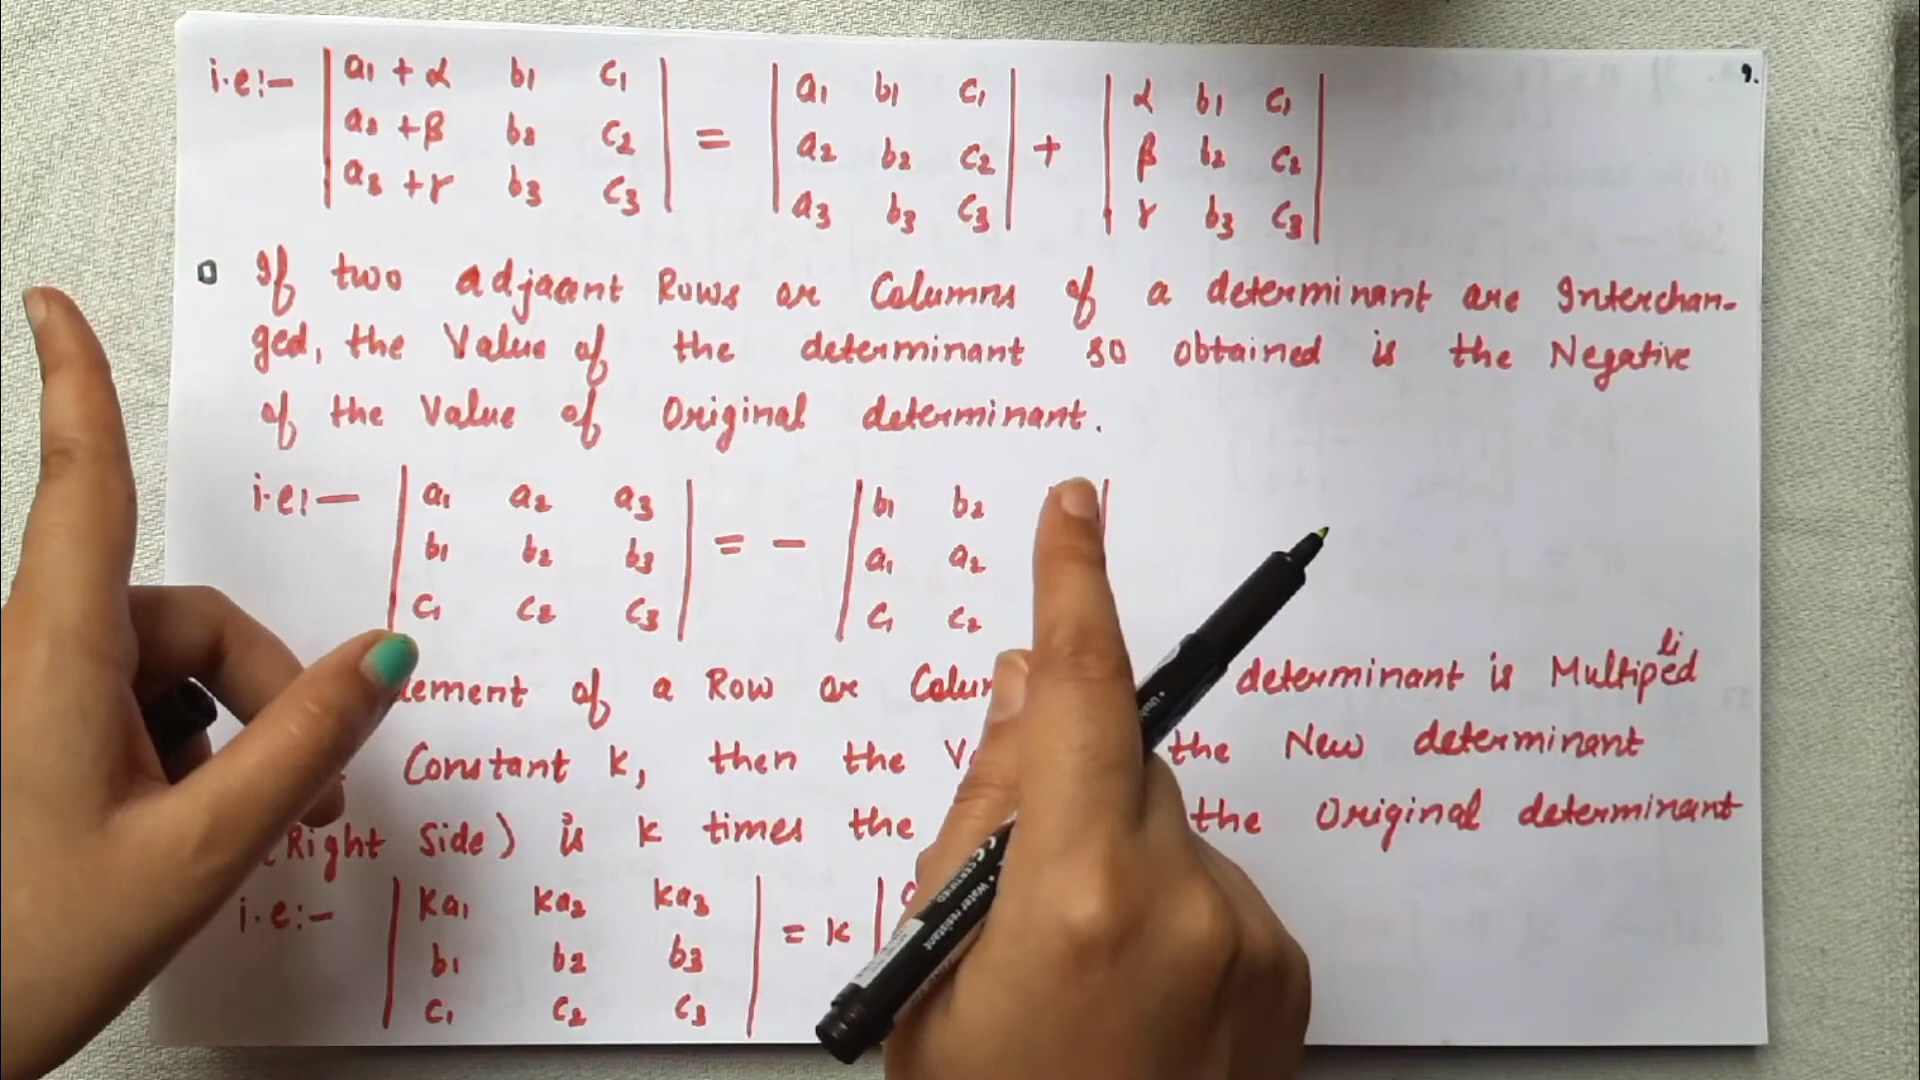 9.
i.e:- | a₁ + α b₁ c₁ | = | a₁ b₁ c₁ | + | α b₁ c₁ |
| a₂ + β b₂ c₂ | | a₂ b₂ c₂ | | β b₂ c₂ |
| a₃ + r b₃ c₃ | | a₃ b₃ c₃ | | r b₃ c₃ |
If two adjacent Rows or Columns of a determinant are Interchan-
ged, the Value of the determinant so obtained is the Negative
of the Value of Original determinant.
i.e:- | a₁ a₂ a₃ | = - | b₁ b₂ |
| b₁ b₂ b₃ | | a₁ a₂
| c₁ c₂ c₃ | | c₁ c₂
of a Row or determinant is Multiplied
Constant K, then the the New determinant
(Right Side) is K times the the Original determinant
i.e:- | Ka₁ Ka₂ Ka₃ | = K |
| b₁ b₂ b₃ |
| c₁ c₂ c₃ |
Water resistant